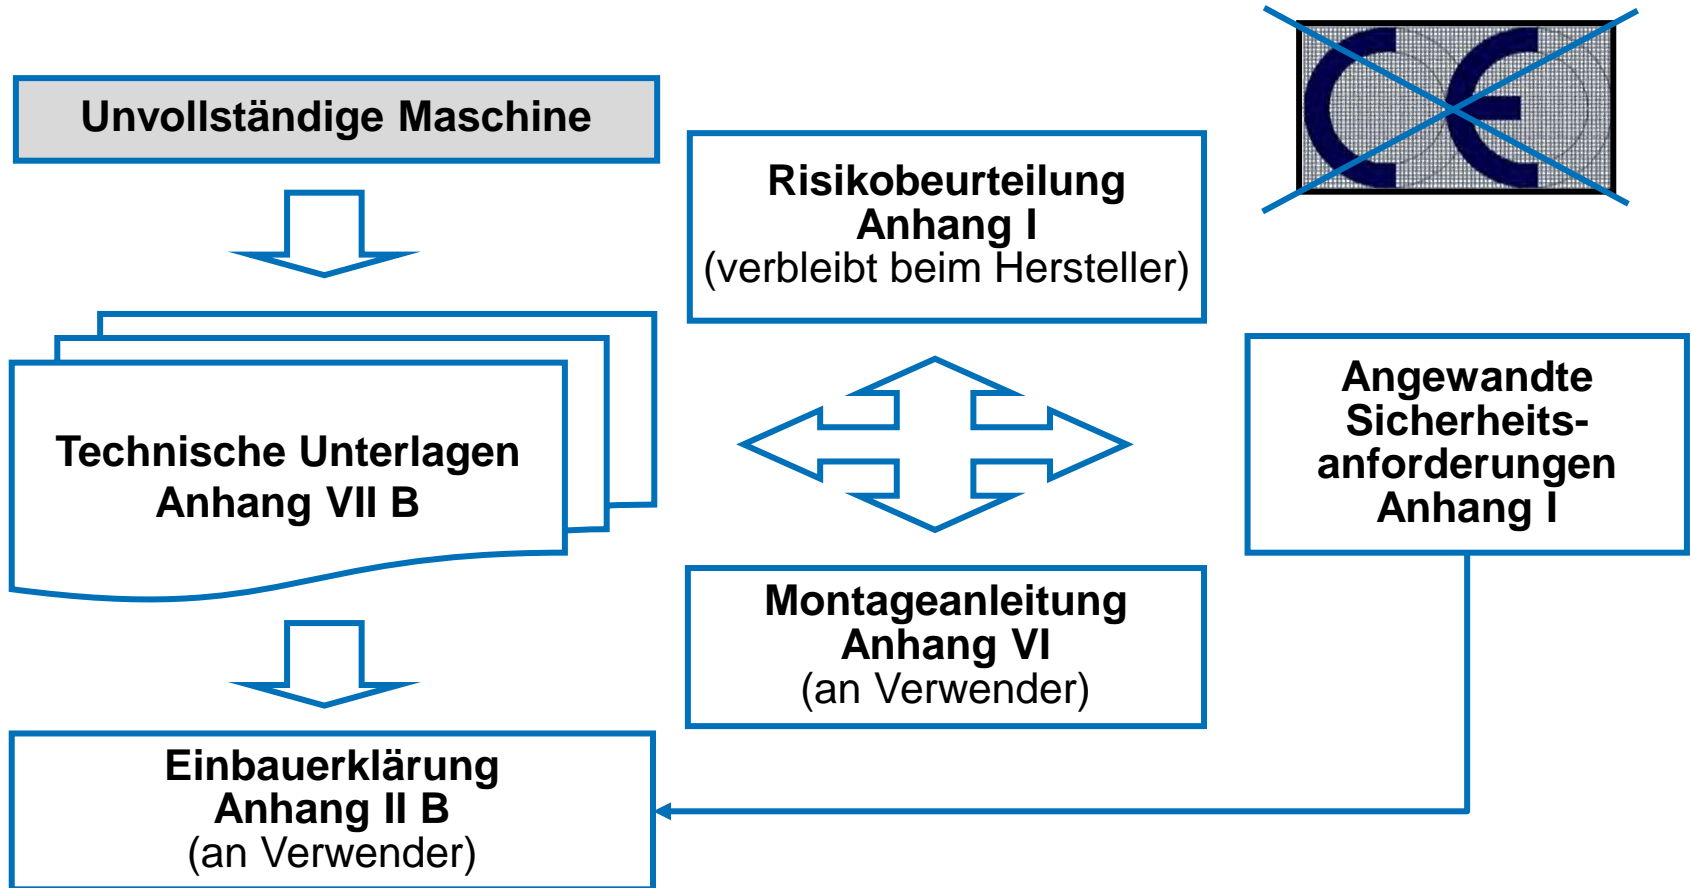 Unvollständige Maschine
CE
Risikobeurteilung
Anhang I
(verbleibt beim Hersteller)
Technische Unterlagen
Anhang VII B
Angewandte
Sicherheits-
anforderungen
Anhang I
Montageanleitung
Anhang VI
(an Verwender)
Einbauerklärung
Anhang II B
(an Verwender)